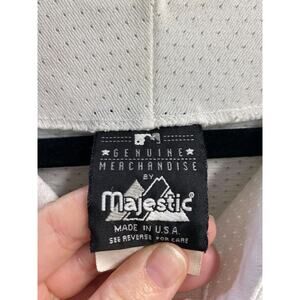 ★ GENUINE ★
MERCHANDISE
BY
Majestic®
MADE IN U.S.A.
SEE REVERSE FOR CARE